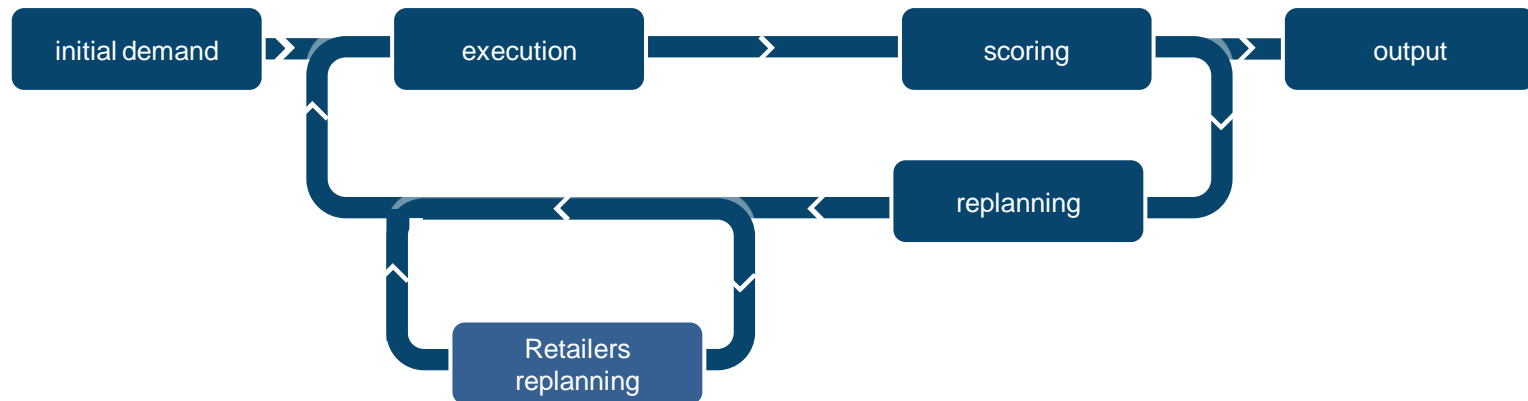 initial demand
execution
scoring
output
replanning
Retailers
replanning